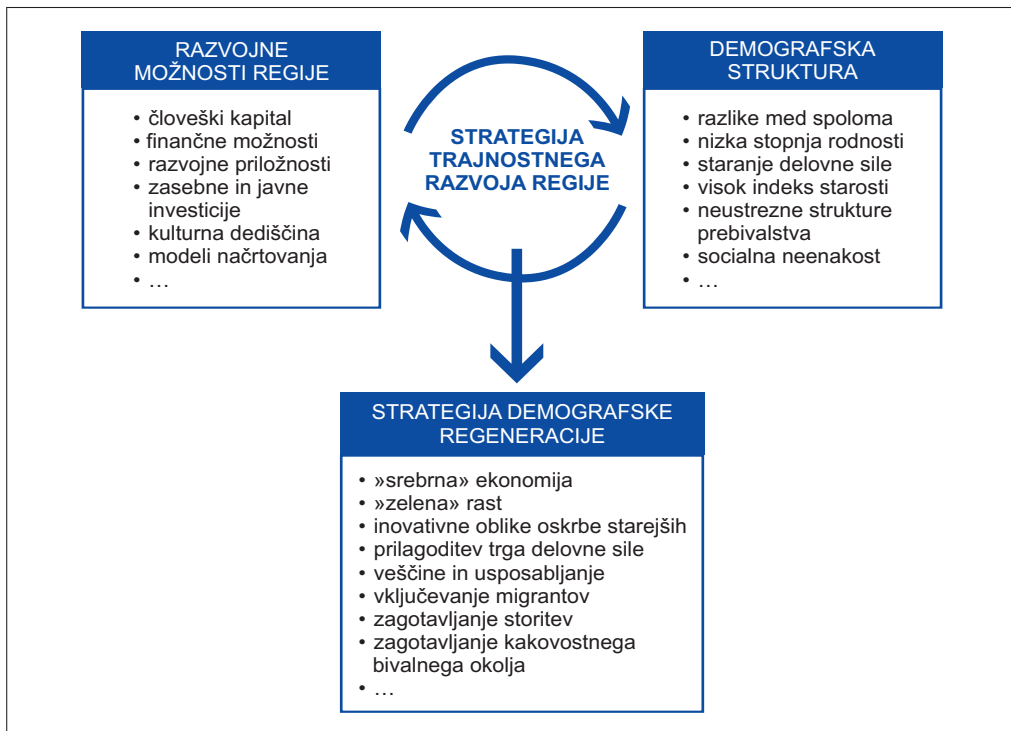 RAZVOJNE
MOŽNOSTI REGIJE
• človeški kapital
• finančne možnosti
• razvojne priložnosti
• zasebne in javne
investicije
• kulturna dediščina
• modeli načrtovanja
• …
STRATEGIJA
TRAJNOSTNEGA
RAZVOJA REGIJE
DEMOGRAFSKA
STRUKTURA
• razlike med spoloma
• nizka stopnja rodnosti
• staranje delovne sile
• visok indeks starosti
• neustrezne strukture
prebivalstva
• socialna neenakost
• …
STRATEGIJA DEMOGRAFSKE
REGENERACIJE
• »srebrna» ekonomija
• »zelena» rast
• inovativne oblike oskrbe starejših
• prilagoditev trga delovne sile
• veščine in usposabljanje
• vključevanje migrantov
• zagotavljanje storitev
• zagotavljanje kakovostnega
bivalnega okolja
• …